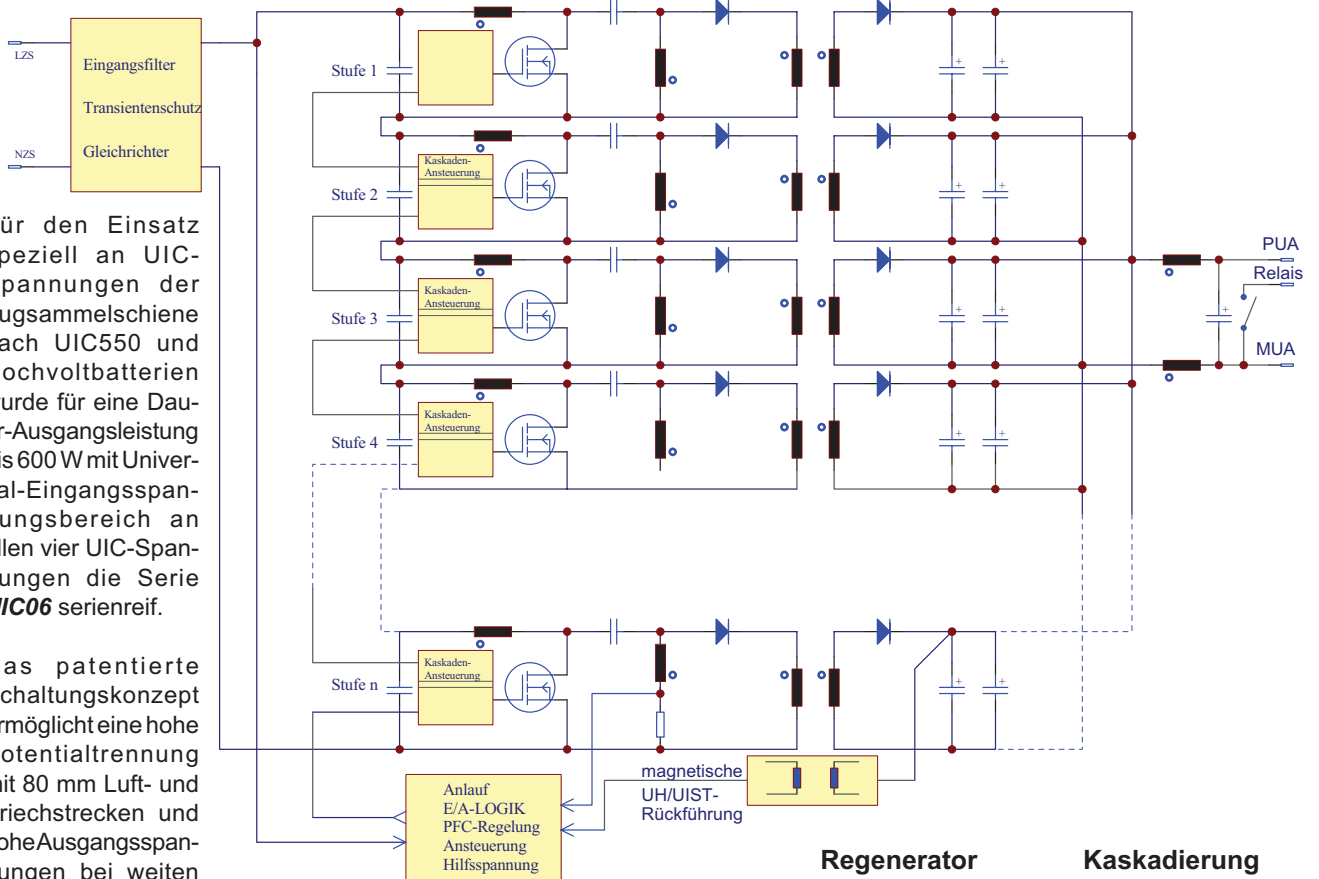 LZS
NZS
Eingangsfilter
Transientenschutz
Gleichrichter
Stufe 1
Stufe 2
Kaskaden-
Ansteuerung
Stufe 3
Kaskaden-
Ansteuerung
Stufe 4
Kaskaden-
Ansteuerung
Stufe n
Kaskaden-
Ansteuerung
+ +
+ +
+ +
+ +
+ +
+
PUA
Relais
MUA
ür den Einsatz
peziell an UIC-
pannungen der
ugsammelschiene
ach UIC550 und
ochvoltbatterien
urde für eine Dau-
r-Ausgangsleistung
is 600 W mit Univer-
al-Eingangsspan-
ungsbereich an
llen vier UIC-Span-
ungen die Serie
IC06 serienreif.
as patentierte
chaltungskonzept
rmöglicht eine hohe
otentialtrennung
it 80 mm Luft- und
riechstrecken und
ohe Ausgangsspan-
ungen bei weiten
Anlauf
E/A-LOGIK
PFC-Regelung
Ansteuerung
Hilfsspannung
magnetische
UH/UIST-
Rückführung
Regenerator
Kaskadierung